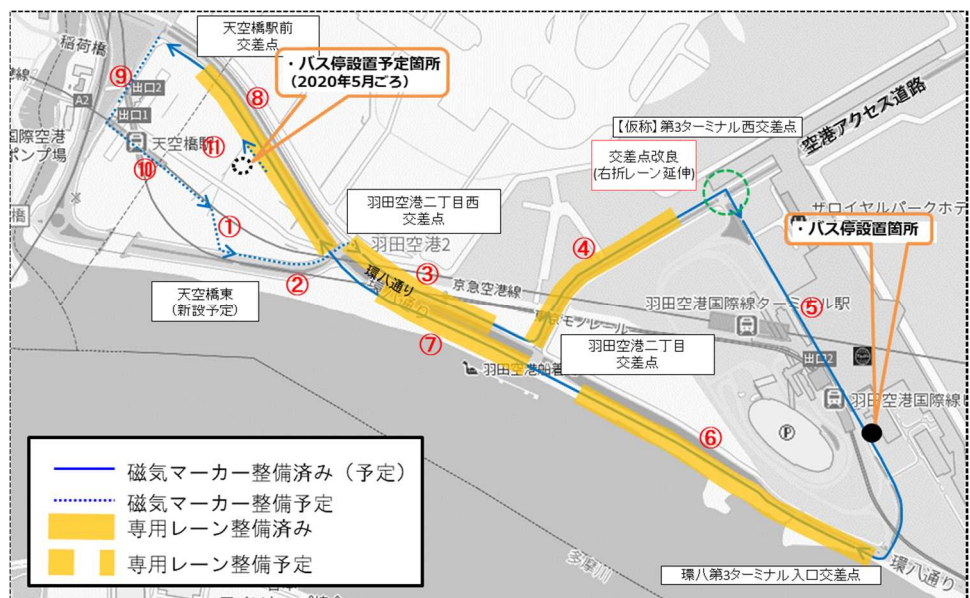 天空橋駅前
交差点
・バス停設置予定箇所
（2020年5月ごろ）
稲荷橋
⑨
出口2
A2
出口1
⑧
天空橋駅
⑪
国際空港
ポンプ場
⑩
①
【仮称】第3ターミナル西交差点
空港アクセス道路
交差点改良
(右折レーン延伸)
ザロイヤルパークホテ
・バス停設置箇所
羽田空港二丁目西
交差点
羽田空港2
④
③
環八通り
②
京急空港線
天空橋東
（新設予定）
羽田空港国際線ターミナル駅
⑤
東京モノレール
⑦
羽田空港二丁目
交差点
出口2
羽田空港船着
羽田空港国際線ビ
⑥
P
磁気マーカー整備済み（予定）
磁気マーカー整備予定
専用レーン整備済み
専用レーン整備予定
多摩川
環八第3ターミナル入口交差点
環八通り